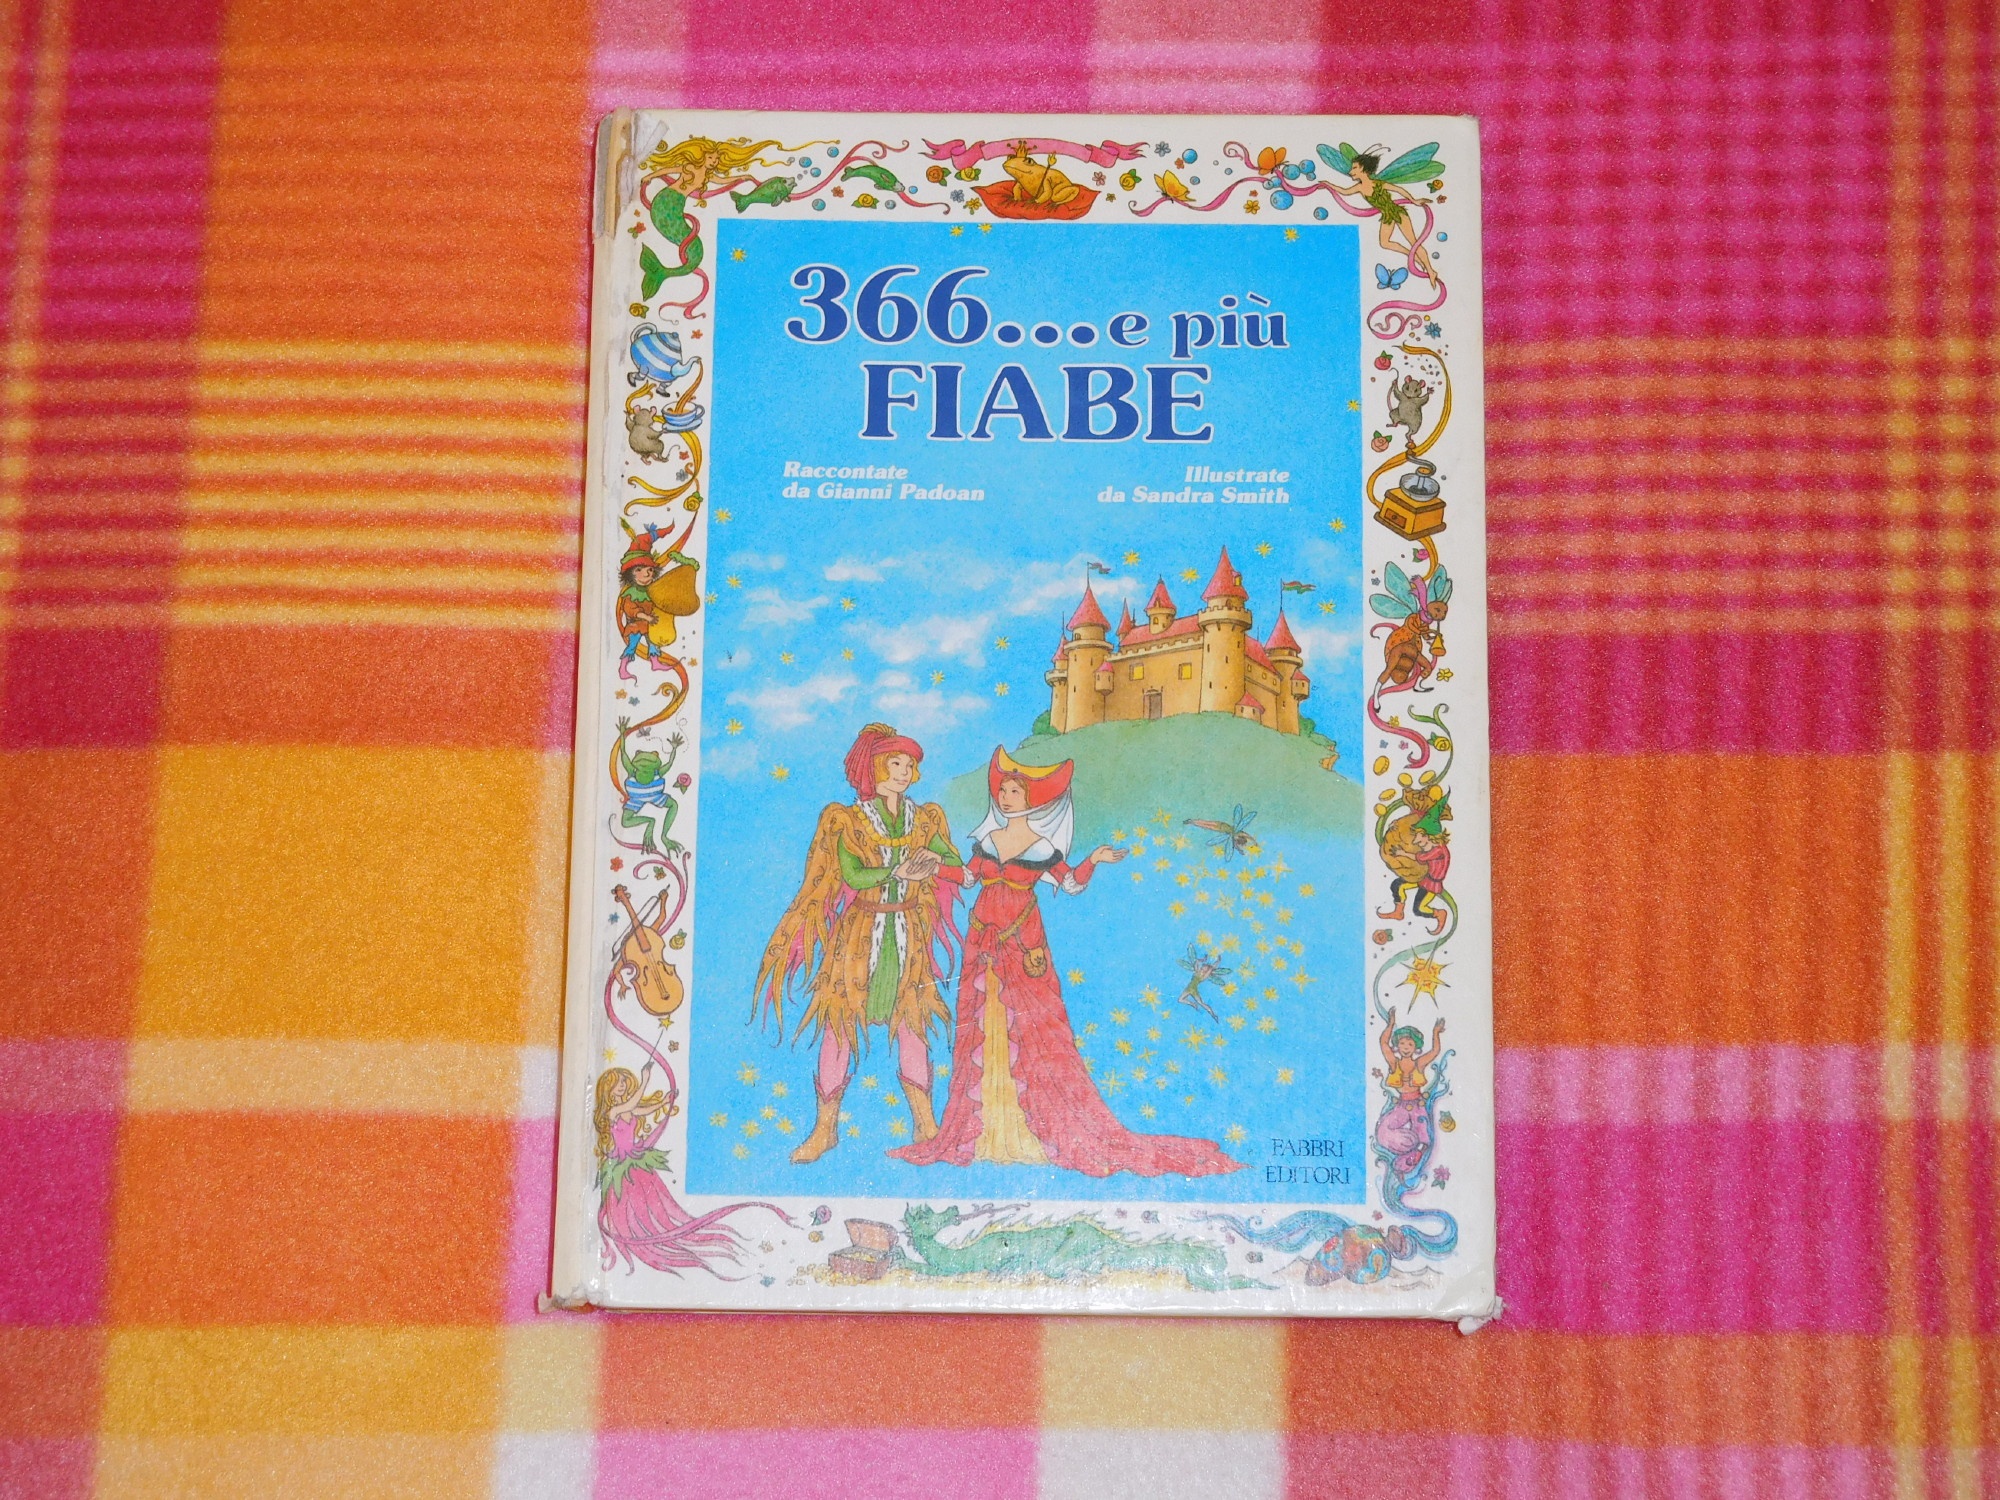 366...e più
FIABE
Raccontate
da Gianni Padoan
Illustrate
da Sandra Smith
FABBRI
EDITORI